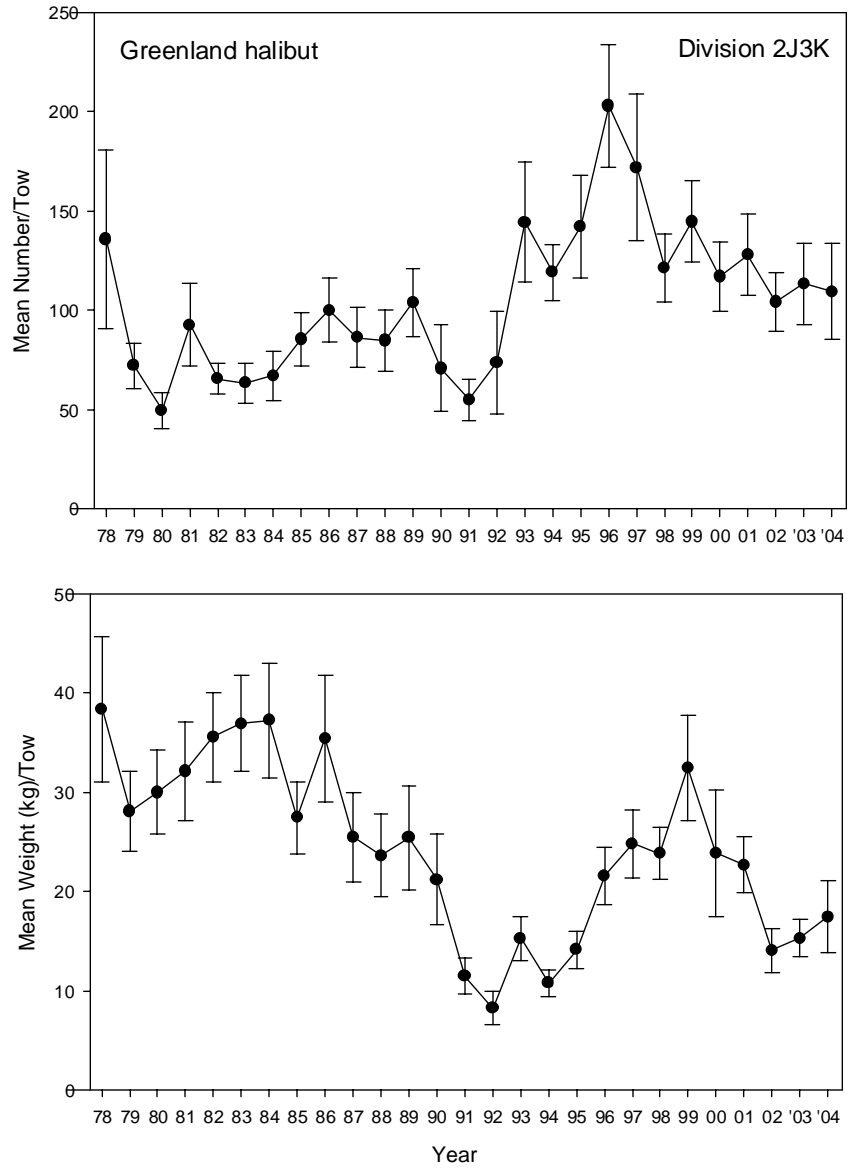 250
Greenland halibut Division 2J3K
200
150
100
50
0
Mean Number/Tow
78 79 80 81 82 83 84 85 86 87 88 89 90 91 92 93 94 95 96 97 98 99 00 01 02 '03 '04
50
40
30
20
10
0
Mean Weight (kg)/Tow
78 79 80 81 82 83 84 85 86 87 88 89 90 91 92 93 94 95 96 97 98 99 00 01 02 '03 '04
Year